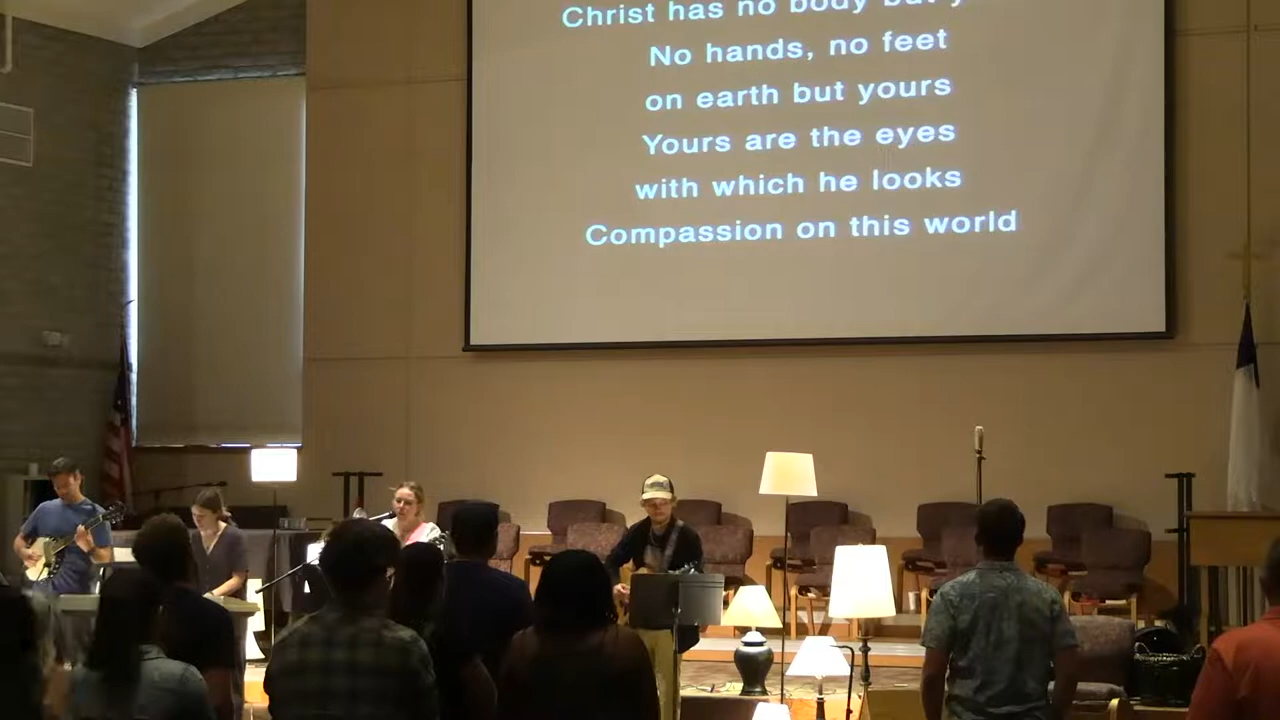 Christ has no body but
No hands, no feet
on earth but yours
Yours are the eyes
with which he looks
Compassion on this world